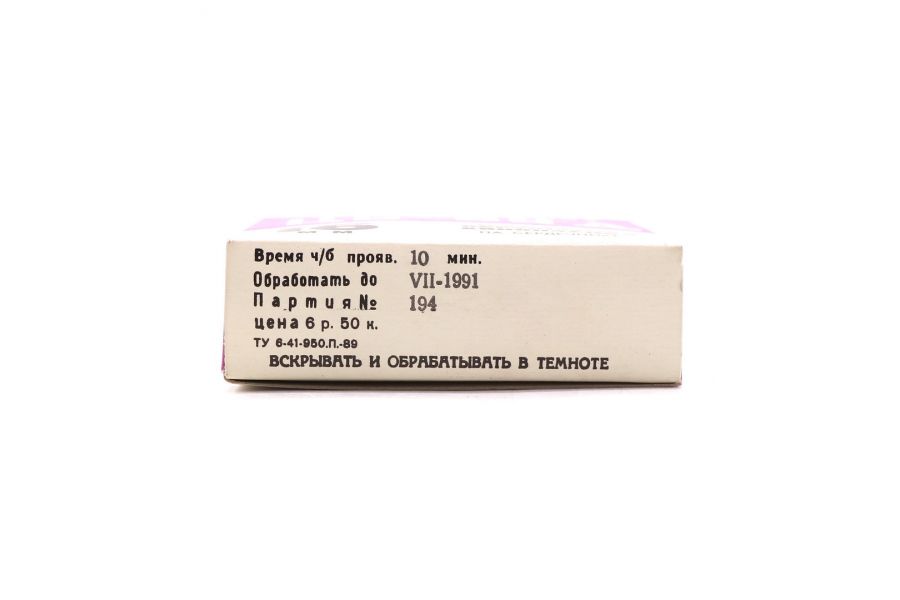 М М
Время ч/б прояв. 10 мин.
Обработать до VII-1991
Партия № 194
цена 6 р. 50 к.
ТУ 6-41-950.П.-89
ВСКРЫВАТЬ И ОБРАБАТЫВАТЬ В ТЕМНОТЕ